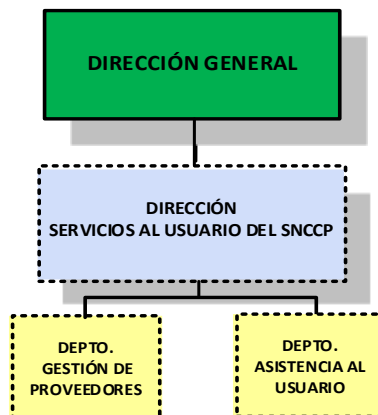 DIRECCIÓN GENERAL
DIRECCIÓN
SERVICIOS AL USUARIO DEL SNCCP
DEPTO.
GESTIÓN DE
PROVEEDORES
DEPTO.
ASISTENCIA AL
USUARIO